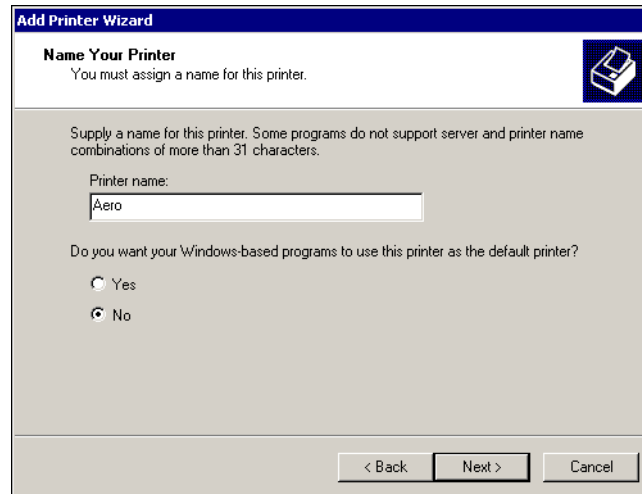 Add Printer Wizard
Name Your Printer
You must assign a name for this printer.
Supply a name for this printer. Some programs do not support server and printer name
combinations of more than 31 characters.
Printer name:
Aero
Do you want your Windows-based programs to use this printer as the default printer?
Yes
No
< Back Next > Cancel